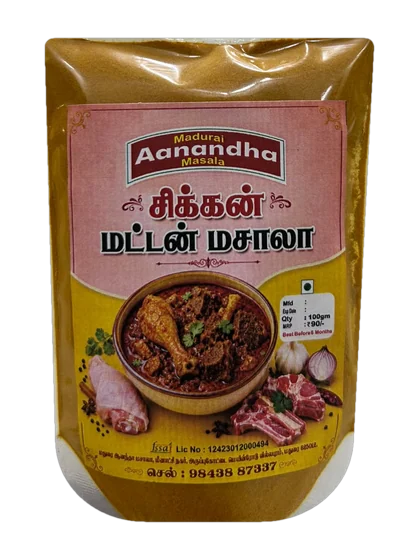 Madurai
Aanandha
Masala
சிக்கன்
மட்டன் மசாலா
Mfd :
Exp Date :
Qty : 100gm
MRP : ₹ 90/-
Best Before 6 Months
fssai Lic No : 12423012000494
செல் : 98438 87337